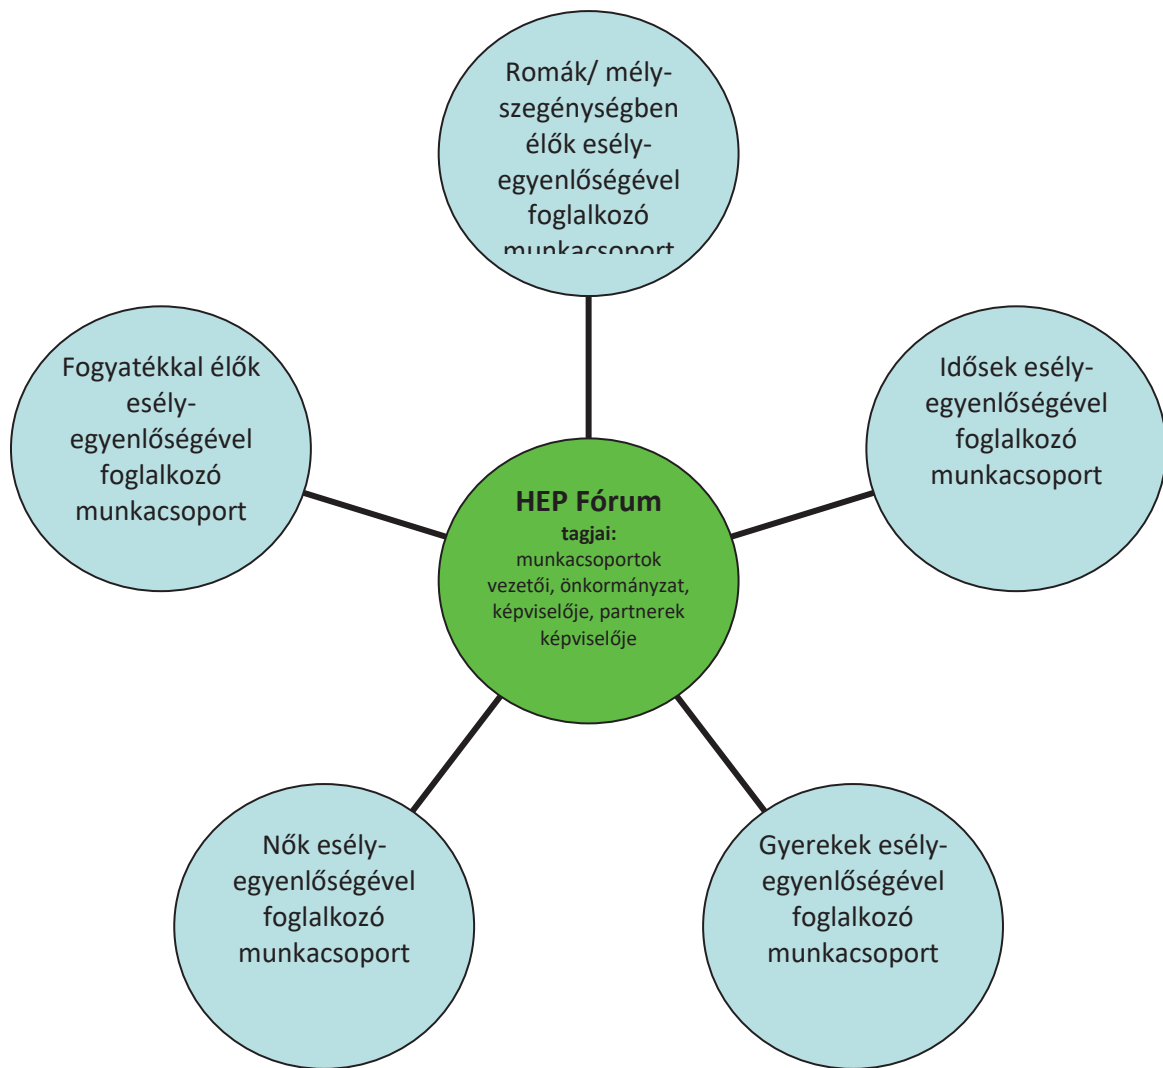 Romák/ mély-
szegénységben
élők esély-
egyenlőségével
foglalkozó
munkacsoport
Fogyatékkal élők
esély-
egyenlőségével
foglalkozó
munkacsoport
Idősek esély-
egyenlőségével
foglalkozó
munkacsoport
HEP Fórum
tagjai:
munkacsoportok
vezetői, önkormányzat,
képviselője, partnerek
képviselője
Nők esély-
egyenlőségével
foglalkozó
munkacsoport
Gyerekek esély-
egyenlőségével
foglalkozó
munkacsoport